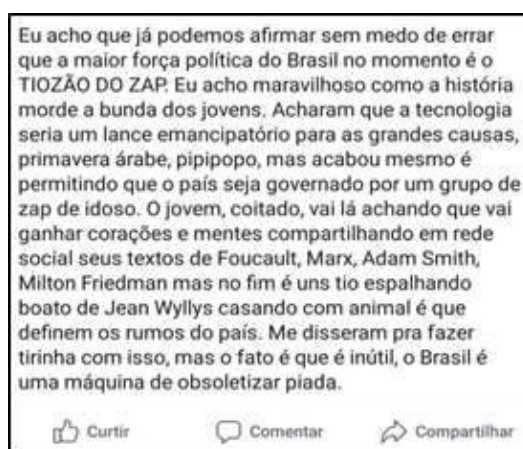 Eu acho que já podemos afirmar sem medo de errar
que a maior força política do Brasil no momento é o
TIOZÃO DO ZAP. Eu acho maravilhoso como a história
morde a bunda dos jovens. Acharam que a tecnologia
seria um lance emancipatório para as grandes causas,
primavera árabe, pipipopo, mas acabou mesmo é
permitindo que o país seja governado por um grupo de
zap de idoso. O jovem, coitado, vai lá achando que vai
ganhar corações e mentes compartilhando em rede
social seus textos de Foucault, Marx, Adam Smith,
Milton Friedman mas no fim é uns tio espalhando
boato de Jean Wyllys casando com animal é que
definem os rumos do país. Me disseram pra fazer
tirinha com isso, mas o fato é que é inútil, o Brasil é
uma máquina de obsoletizar piada.
Curtir Comentar Compartilhar